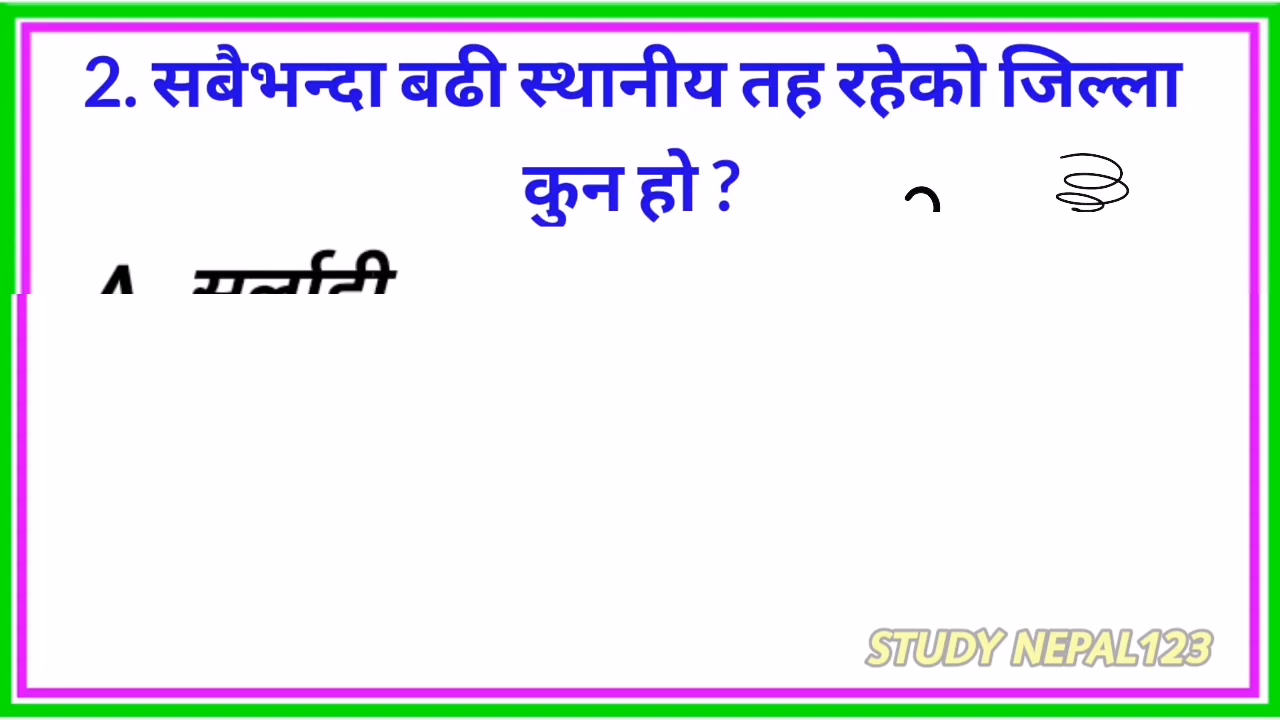 2. सबैभन्दा बढी स्थानीय तह रहेको जिल्ला
कुन हो ?
STUDY NEPAL123